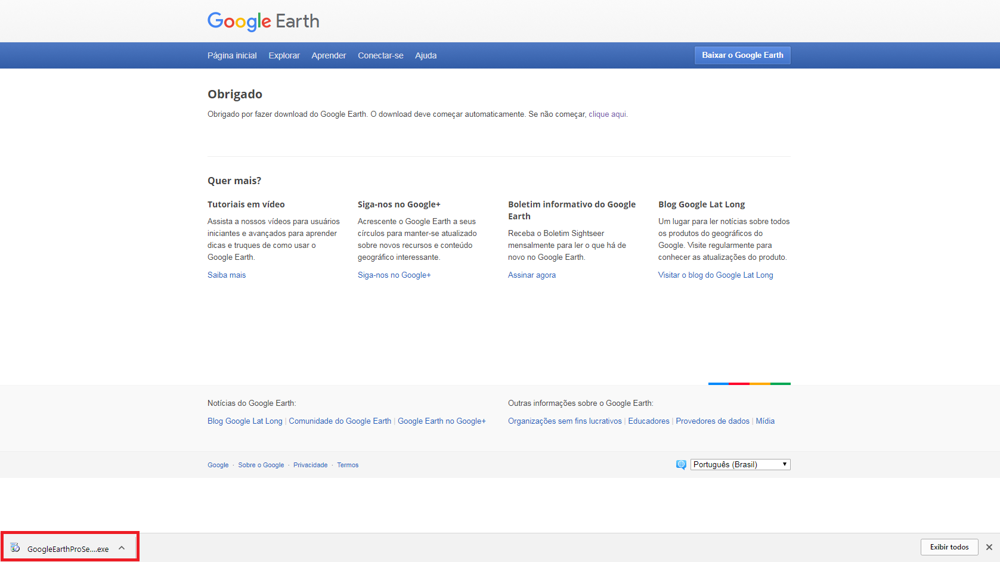 Google Earth
Página inicial Explorar Aprender Conectar-se Ajuda Baixar o Google Earth
Obrigado
Obrigado por fazer download do Google Earth. O download deve começar automaticamente. Se não começar, clique aqui.
Quer mais?
Tutoriais em vídeo
Assista a nossos vídeos para usuários
iniciantes e avançados para aprender
dicas e truques de como usar o
Google Earth.
Saiba mais
Siga-nos no Google+
Acrescente o Google Earth a seus
círculos para manter-se atualizado
sobre novos recursos e conteúdo
geográfico interessante.
Siga-nos no Google+
Boletim informativo do Google
Earth
Receba o Boletim Sightseer
mensalmente para ler o que há de
novo no Google Earth.
Assinar agora
Blog Google Lat Long
Um lugar para ler notícias sobre todos
os produtos do geográficos do
Google. Visite regularmente para
conhecer as atualizações do produto.
Visitar o blog do Google Lat Long
Notícias do Google Earth:
Blog Google Lat Long | Comunidade do Google Earth | Google Earth no Google+
Outras informações sobre o Google Earth:
Organizações sem fins lucrativos | Educadores | Provedores de dados | Mídia
Google · Sobre o Google · Privacidade · Termos
Português (Brasil)
GoogleEarthProSe....exe
Exibir todos